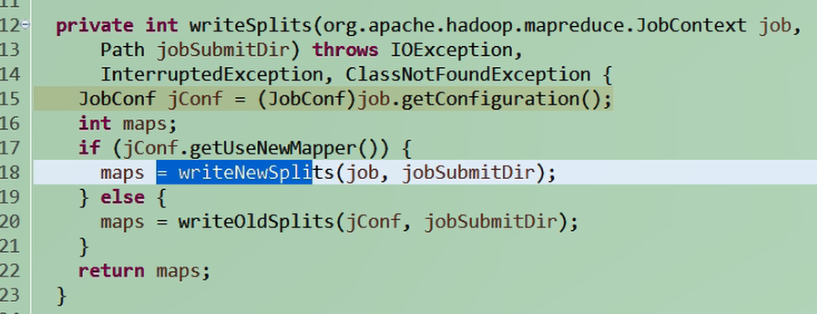 12 private int writeSplits(org.apache.hadoop.mapreduce.JobContext job,
13 Path jobSubmitDir) throws IOException,
14 InterruptedException, ClassNotFoundException {
15 JobConf jConf = (JobConf)job.getConfiguration();
16 int maps;
17 if (jConf.getUseNewMapper()) {
18 maps = writeNewSplits(job, jobSubmitDir);
19 } else {
20 maps = writeOldSplits(jConf, jobSubmitDir);
21 }
22 return maps;
23 }